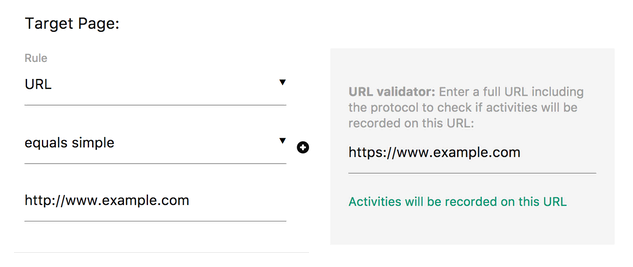 Target Page:
Rule
URL
equals simple
http://www.example.com
URL validator: Enter a full URL including
the protocol to check if activities will be
recorded on this URL:
https://www.example.com
Activities will be recorded on this URL